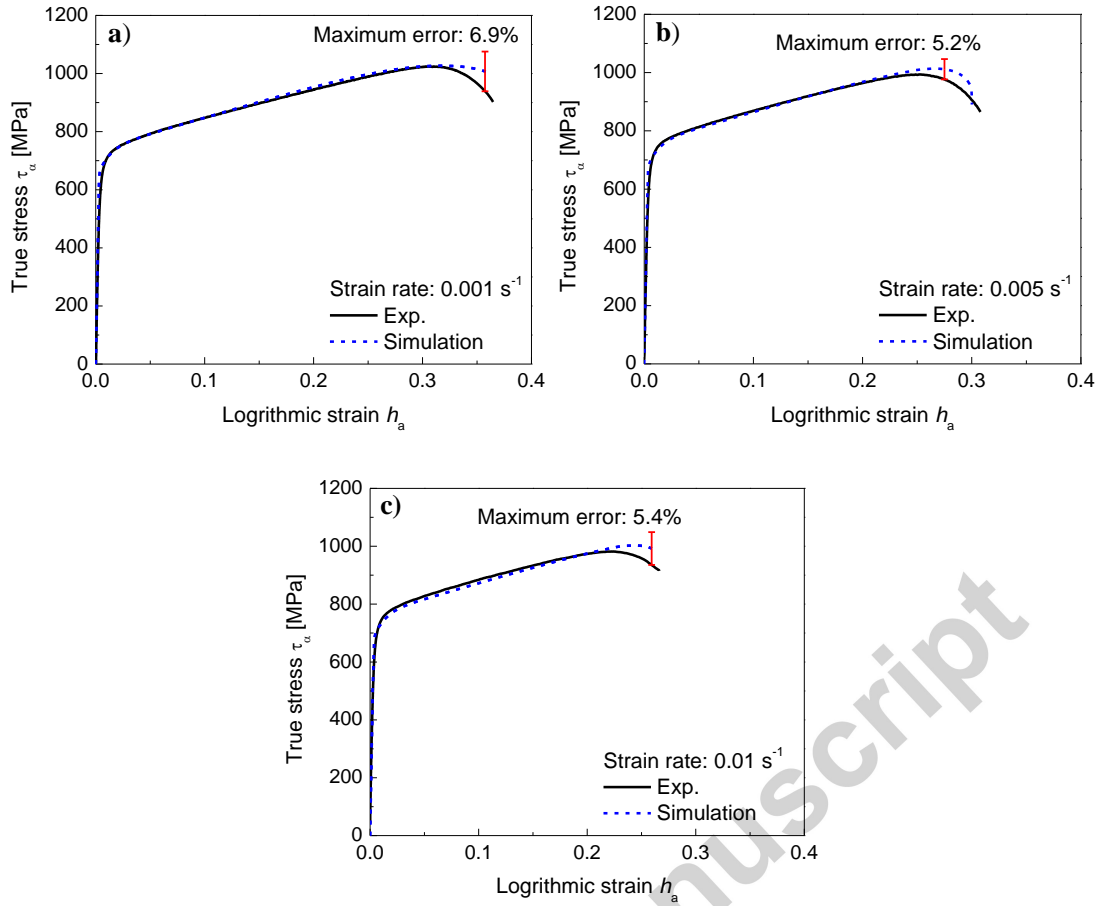 a)
Maximum error: 6.9%
1200
1000
800
600
400
200
0
True stress τα [MPa]
Strain rate: 0.001 s-1
Exp.
Simulation
0.0 0.1 0.2 0.3 0.4
Logrithmic strain ha
b)
Maximum error: 5.2%
1200
1000
800
600
400
200
0
True stress τα [MPa]
Strain rate: 0.005 s-1
Exp.
Simulation
0.0 0.1 0.2 0.3 0.4
Logrithmic strain ha
c)
Maximum error: 5.4%
1200
1000
800
600
400
200
0
True stress τα [MPa]
Strain rate: 0.01 s-1
Exp.
Simulation
0.0 0.1 0.2 0.3 0.4
Logrithmic strain ha
nuscript